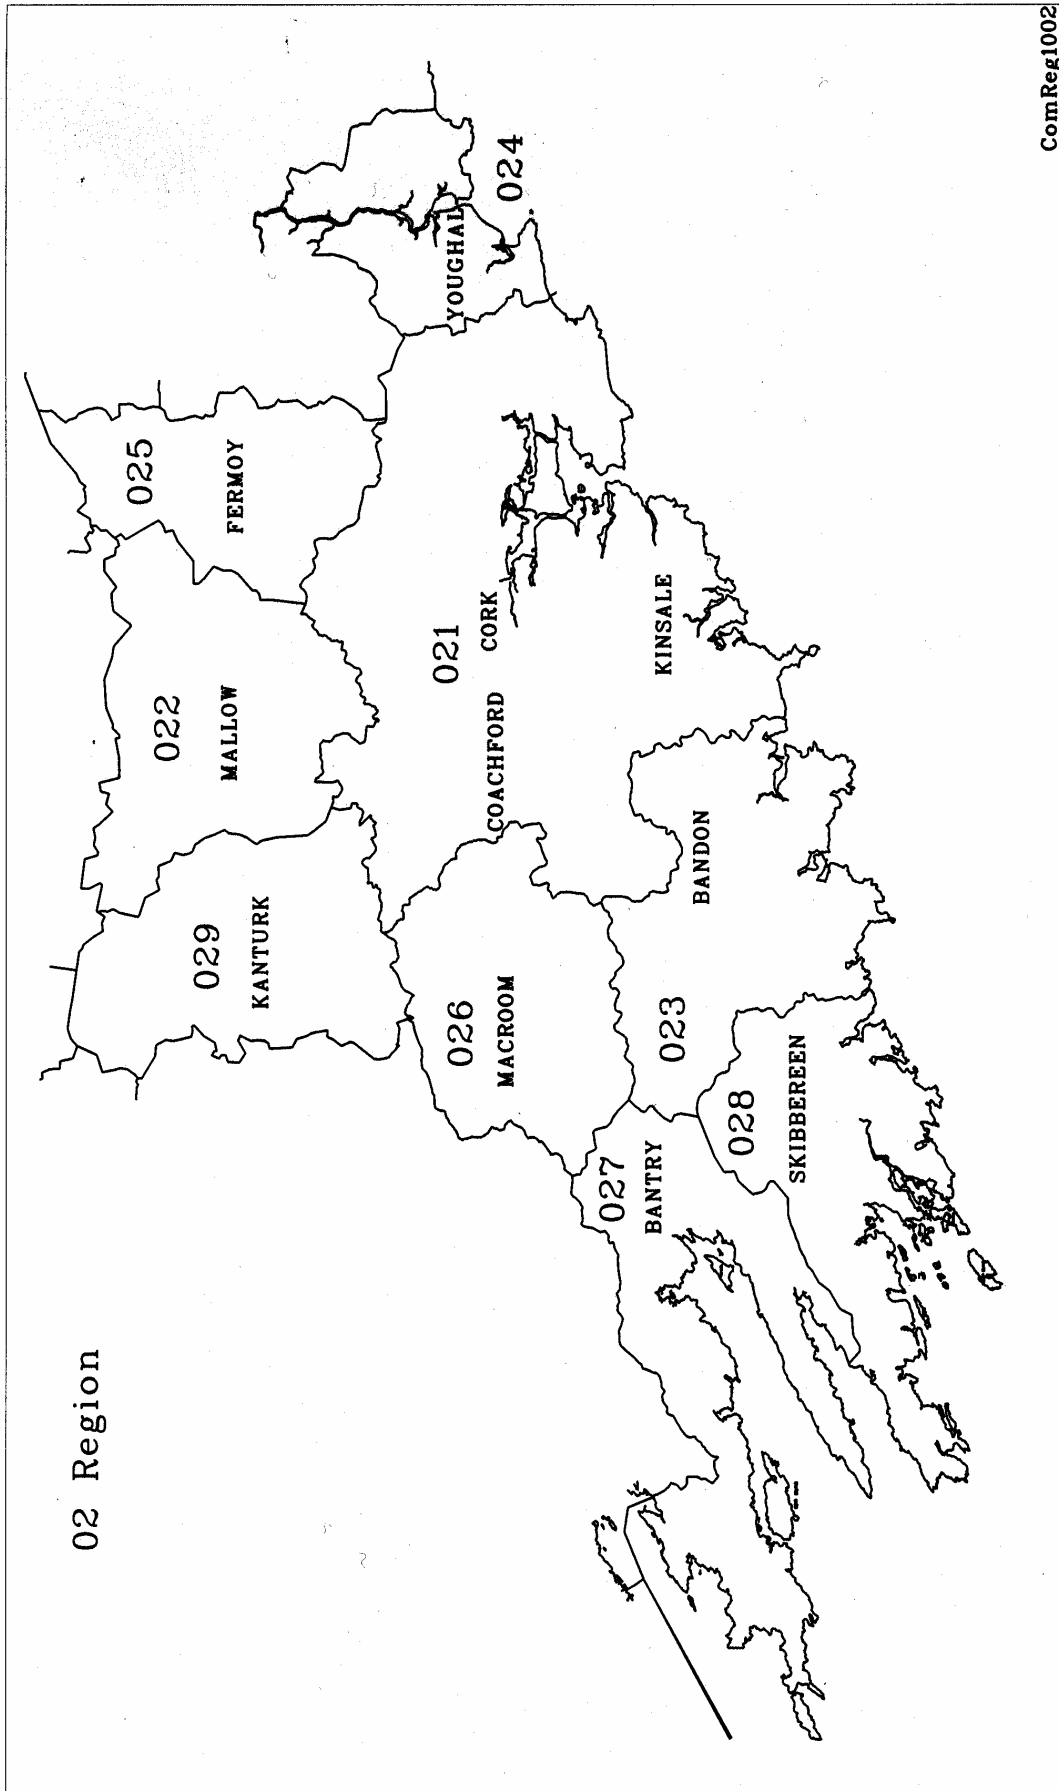 02 Region
029
KANTURK
022
MALLOW
025
FERMOY
026
MACROOM
021
COACHFORD
CORK
YOUGHAL
024
027
BANTRY
023
BANDON
KINSALE
028
SKIBBEREEN
ComReg1002